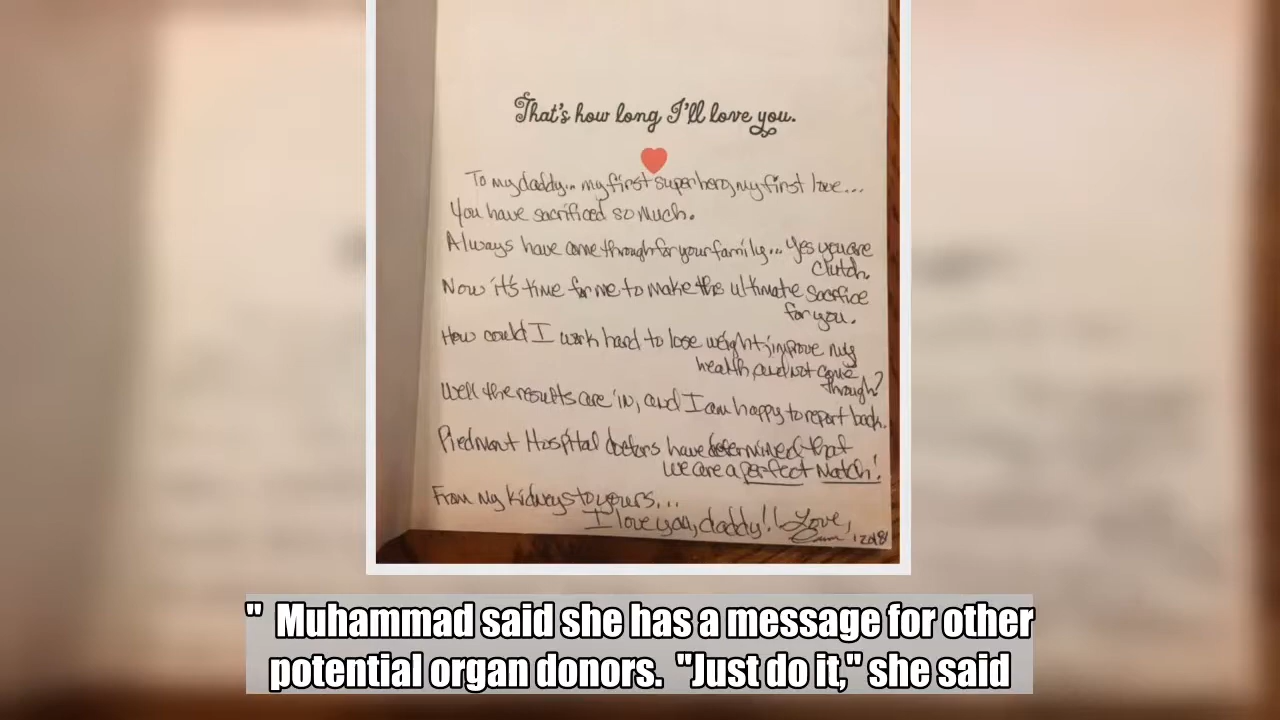 That's how long I'll love you.
To my daddy... my first superhero, my first love...
You have sacrificed so much.
Always have come through for your family... Yes you are
clutch.
Now it's time for me to make the ultimate sacrifice
for you.
How could I work hard to lose weight, improve my
health, and not come
through?
Well the results are in, and I am happy to report back.
Piedmont Hospital doctors have determined that
we are a perfect match!
From my kidneys to yours...
I love you, daddy!! Love,
'2018
" Muhammad said she has a message for other
potential organ donors. "Just do it," she said